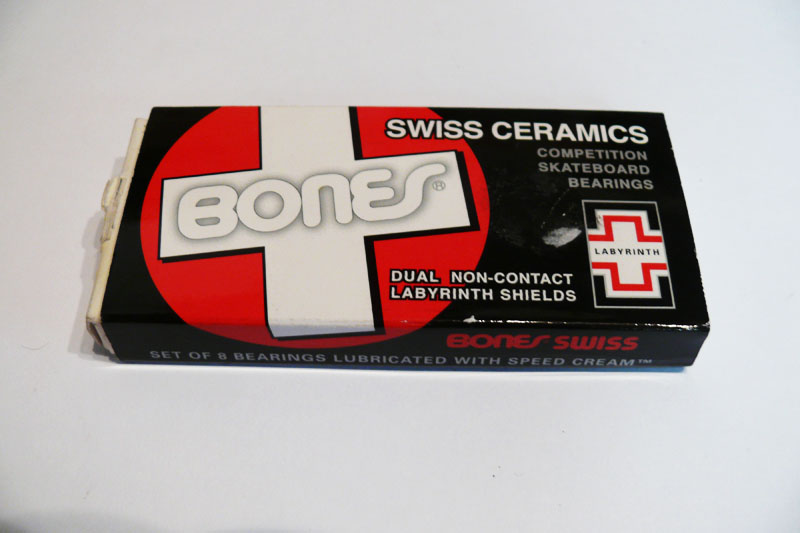 SWISS CERAMICS
COMPETITION
SKATEBOARD
BEARINGS
BONES®
LABYRINTH
DUAL NON-CONTACT
LABYRINTH SHIELDS
BONES SWISS
SET OF 8 BEARINGS LUBRICATED WITH SPEED CREAM™